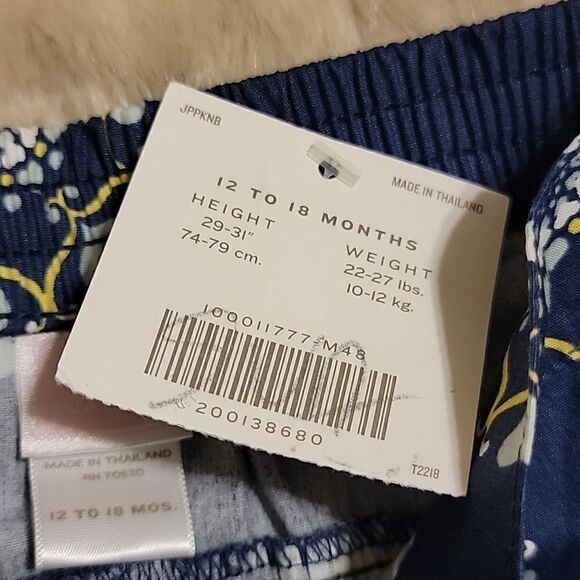 JPPKNB
MADE IN THAILAND
12 TO 18 MONTHS
HEIGHT
29-31"
74-79 cm.
WEIGHT
22-27 lbs.
10-12 kg.
100011777-M48
200138680
T2218
MADE IN THAILAND
RN 70630
12 TO 18 MOS.